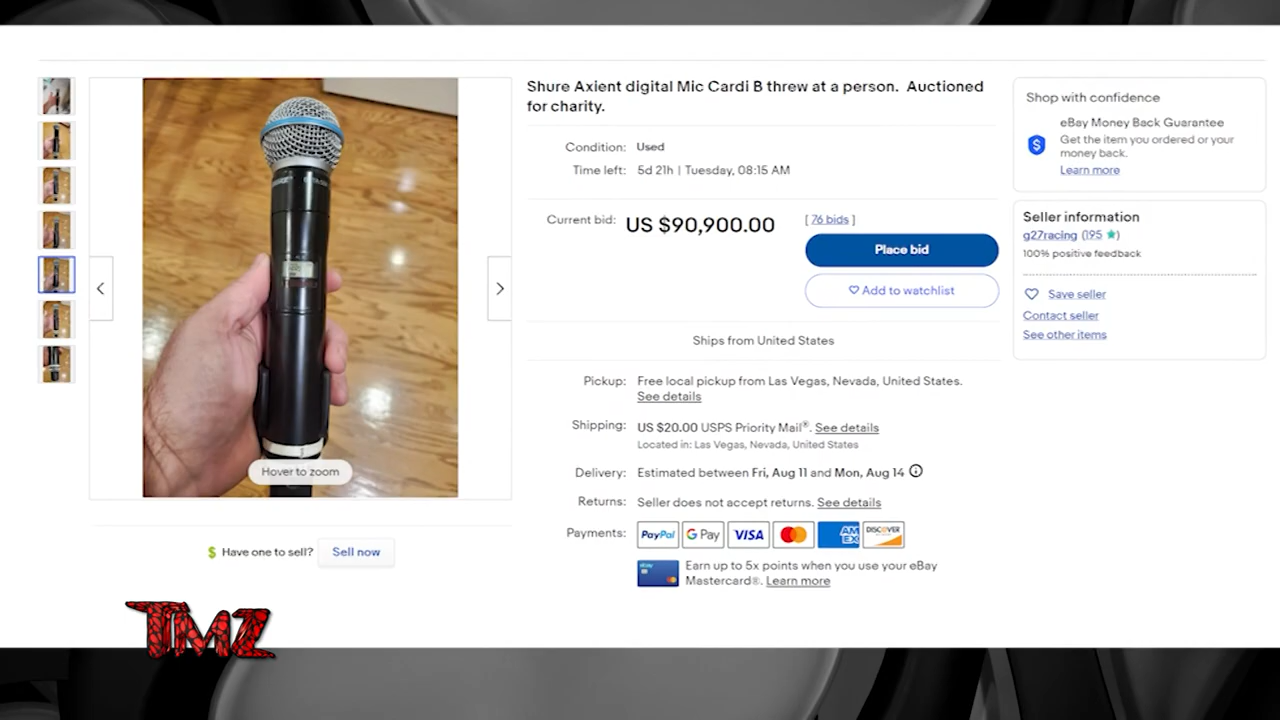 Shure Axient digital Mic Cardi B threw at a person. Auctioned
for charity.
Condition: Used
Time left: 5d 21h | Tuesday, 08:15 AM
Current bid: US $90,900.00 [ 76 bids ]
Place bid
Add to watchlist
Ships from United States
Pickup: Free local pickup from Las Vegas, Nevada, United States.
See details
Shipping: US $20.00 USPS Priority Mail®. See details
Located in: Las Vegas, Nevada, United States
Delivery: Estimated between Fri, Aug 11 and Mon, Aug 14
Returns: Seller does not accept returns. See details
Payments: PayPal G Pay VISA AM EX DISCOVER
Earn up to 5x points when you use your eBay
Mastercard®. Learn more
Shop with confidence
eBay Money Back Guarantee
Get the item you ordered or your
money back.
Learn more
Seller information
g27racing (195 ★)
100% positive feedback
Save seller
Contact seller
See other items
Hover to zoom
$ Have one to sell? Sell now
TMZ